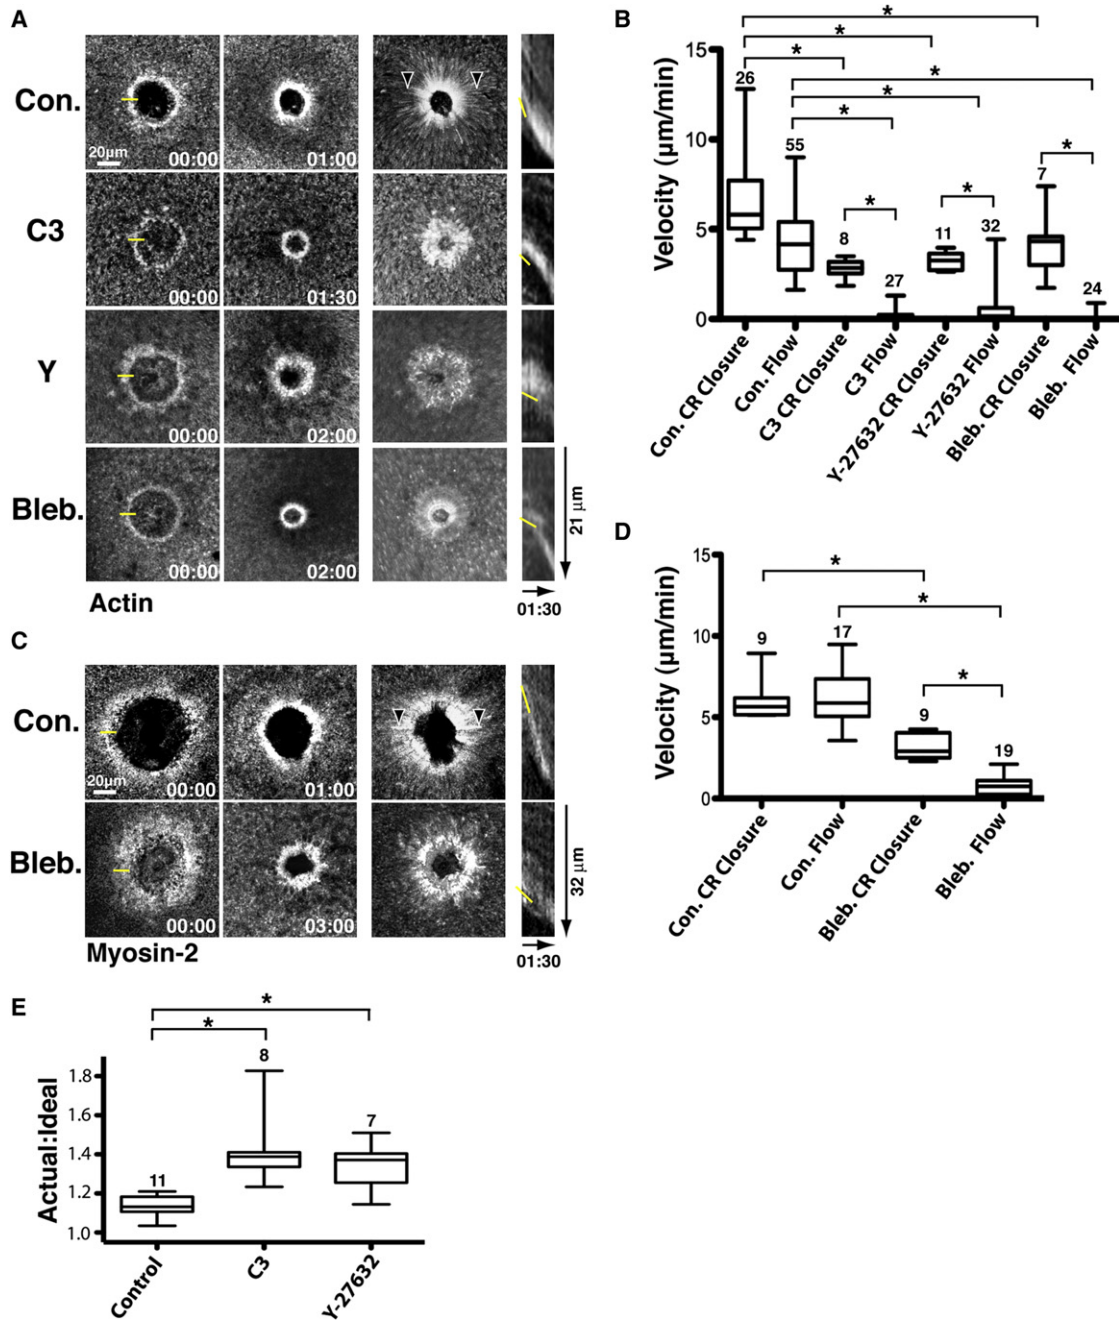 A
Con.
20µm
00:00
01:00
C3
00:00
01:30
Y
00:00
02:00
Bleb.
00:00
02:00
21 µm
01:30
Actin
B
Velocity (µm/min)
15
10
5
0
*
*
*
*
*
*
*
*
*
26
55
8
27
11
32
7
24
Con. CR Closure
Con. Flow
C3 CR Closure
C3 Flow
Y-27632 CR Closure
Y-27632 Flow
Bleb. CR Closure
Bleb. Flow
C
Con.
20µm
00:00
01:00
Bleb.
00:00
03:00
32 µm
01:30
Myosin-2
D
Velocity (µm/min)
15
10
5
0
*
*
*
9
17
9
19
Con. CR Closure
Con. Flow
Bleb. CR Closure
Bleb. Flow
E
Actual:Ideal
1.8
1.6
1.4
1.2
1.0
*
*
11
8
7
Control
C3
Y-27632